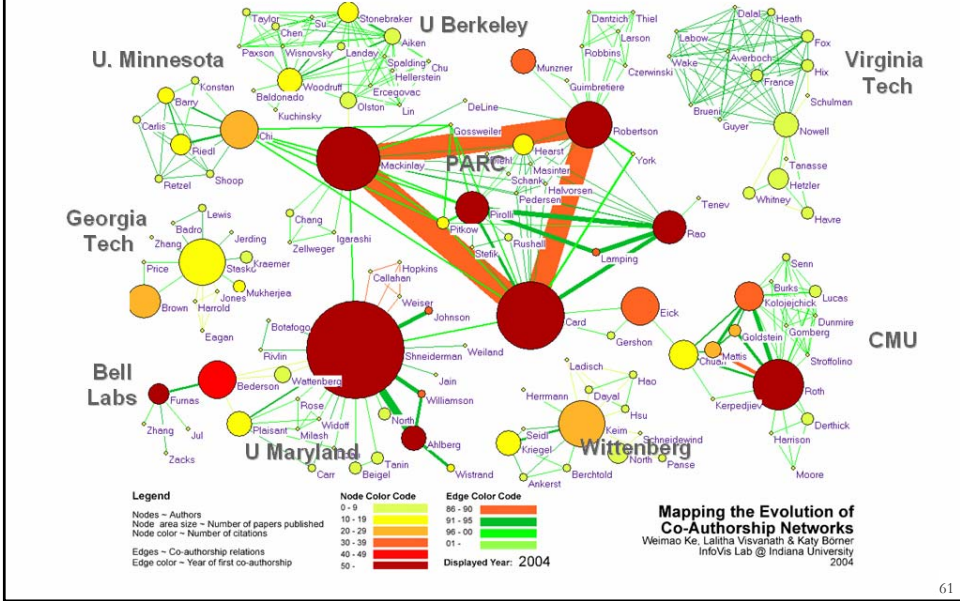 U Berkeley
U. Minnesota
Virginia
Tech
PARC
Georgia
Tech
Bell
Labs
U Maryland
Wittenberg
CMU
Taylor
Su
Stonebraker
Chen
Aiken
Paxson
Wisnovsky
Landay
Spalding
Chu
Hellerstein
Woodruff
Ercegovac
Baldonado
Olston
Lin
Kuchinsky
Dantzich
Thiel
Larson
Robbins
Czerwinski
Munzner
Guimbretiere
Dalal
Heath
Labow
Fox
Wake
Averboch
Hix
France
Schulman
Bruen
Guyer
Nowell
Tanasse
Hetzler
Whitney
Havre
Konstan
Barry
Carlis
Chi
Riedl
Retzel
Shoop
DeLine
Gossweiler
Robertson
Mackinlay
Hearst
York
Masinter
Schank
Halvorsen
Pedersen
Pirolli
Pitkow
Rushall
Stefik
Lamping
Rao
Tenev
Chang
Igarashi
Zellweger
Lewis
Badro
Zhang
Jerding
Stasko
Kraemer
Price
Mukherjea
Jones
Brown
Harrold
Eagan
Hopkins
Callahan
Weiser
Johnson
Card
Eick
Gershon
Botafogo
Shneiderman
Weiland
Rivlin
Jain
Wattenberg
Williamson
Bederson
Furnas
Zhang
Jul
Zacks
Rose
Plaisant
Widoff
Milash
North
Ahlberg
Tanin
Carr
Beigel
Wistrand
Ladisch
Hao
Hermann
Dayal
Hsu
Keim
Seidl
Schneidewind
Kriegel
North
Panse
Berchtold
Ankerst
Senn
Burks
Lucas
Kolojejchick
Dunmire
Goldstein
Gomberg
Chuah
Mattis
Stroffolino
Roth
Kerpedjiev
Derthick
Harrison
Moore
Legend
Nodes ~ Authors
Node area size ~ Number of papers published
Node color ~ Number of citations
Edges ~ Co-authorship relations
Edge color ~ Year of first co-authorship
Node Color Code
0 - 9
10 - 19
20 - 29
30 - 39
40 - 49
50 -
Edge Color Code
86 - 90
91 - 95
96 - 00
01 -
Displayed Year: 2004
Mapping the Evolution of
Co-Authorship Networks
Weimao Ke, Lalitha Visvanath & Katy Börner
InfoVis Lab @ Indiana University
2004
61